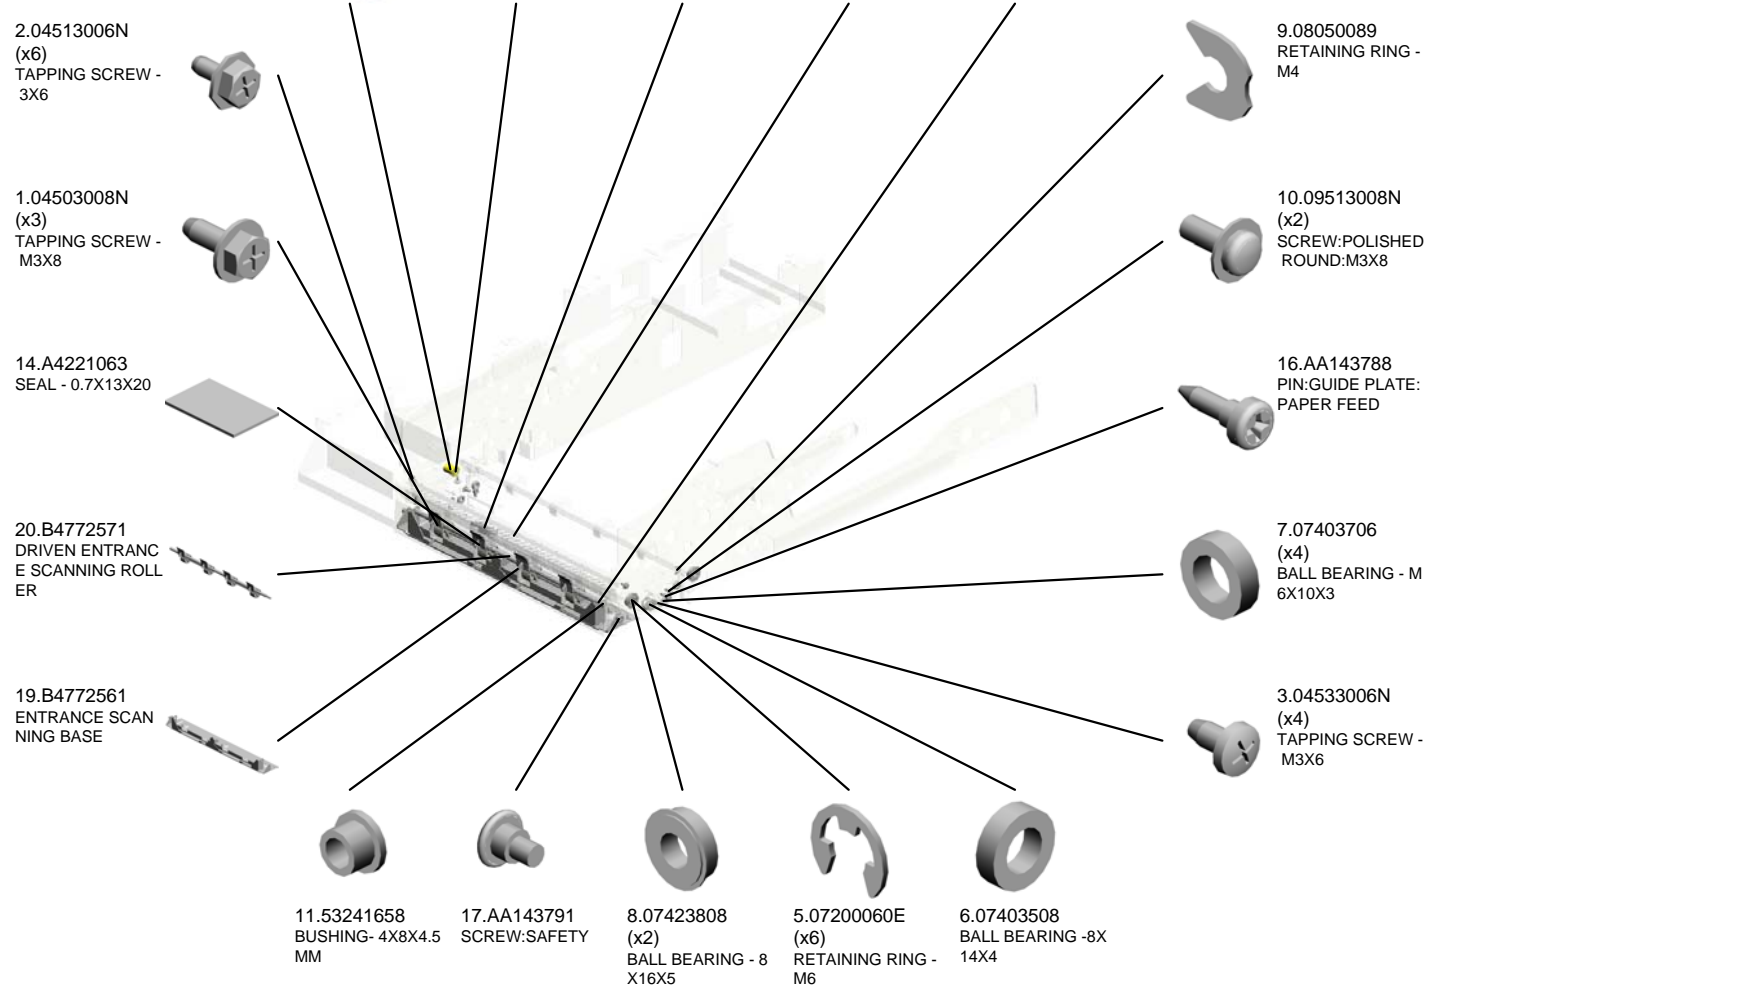 2.04513006N
(x6)
TAPPING SCREW -
3X6
1.04503008N
(x3)
TAPPING SCREW -
M3X8
14.A4221063
SEAL - 0.7X13X20
20.B4772571
DRIVEN ENTRANC
E SCANNING ROLL
ER
19.B4772561
ENTRANCE SCAN
NING BASE
11.53241658
BUSHING- 4X8X4.5
MM
17.AA143791
SCREW:SAFETY
8.07423808
(x2)
BALL BEARING - 8
X16X5
5.07200060E
(x6)
RETAINING RING -
M6
6.07403508
BALL BEARING -8X
14X4
9.08050089
RETAINING RING -
M4
10.09513008N
(x2)
SCREW:POLISHED
ROUND:M3X8
16.AA143788
PIN:GUIDE PLATE:
PAPER FEED
7.07403706
(x4)
BALL BEARING - M
6X10X3
3.04533006N
(x4)
TAPPING SCREW -
M3X6